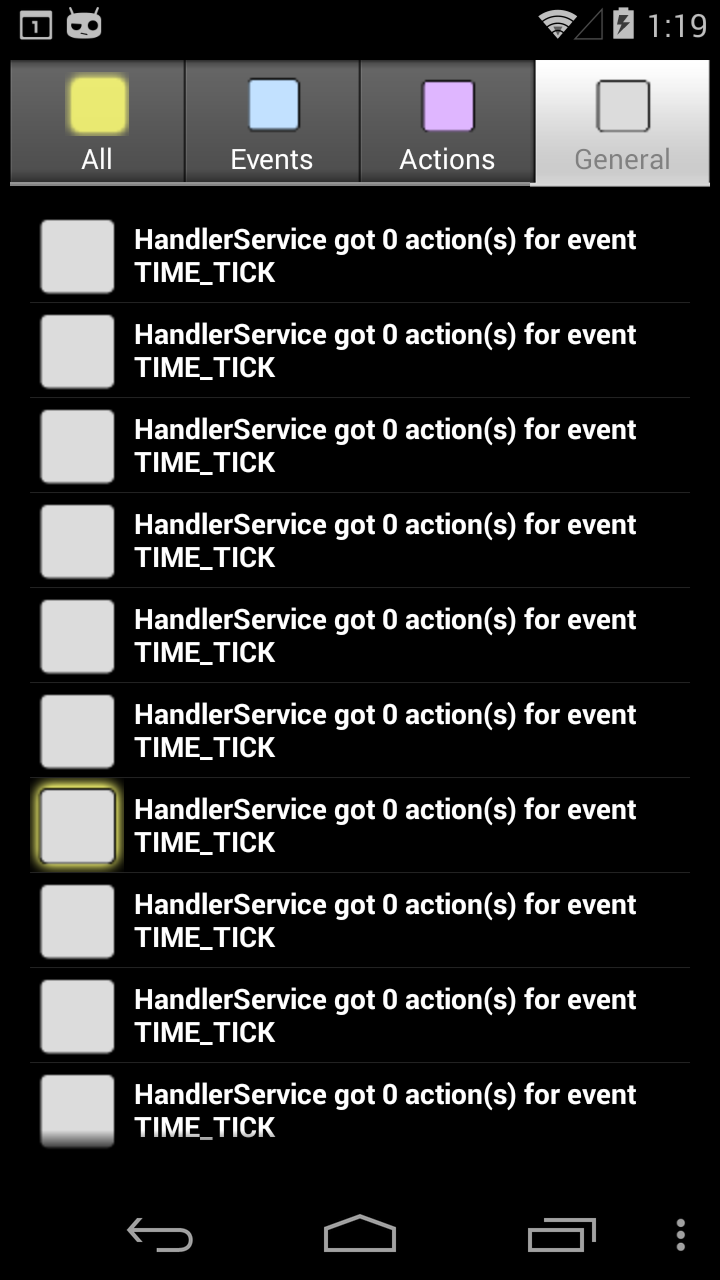 1
1:19
All
Events
Actions
General
HandlerService got 0 action(s) for event
TIME_TICK
HandlerService got 0 action(s) for event
TIME_TICK
HandlerService got 0 action(s) for event
TIME_TICK
HandlerService got 0 action(s) for event
TIME_TICK
HandlerService got 0 action(s) for event
TIME_TICK
HandlerService got 0 action(s) for event
TIME_TICK
HandlerService got 0 action(s) for event
TIME_TICK
HandlerService got 0 action(s) for event
TIME_TICK
HandlerService got 0 action(s) for event
TIME_TICK
HandlerService got 0 action(s) for event
TIME_TICK